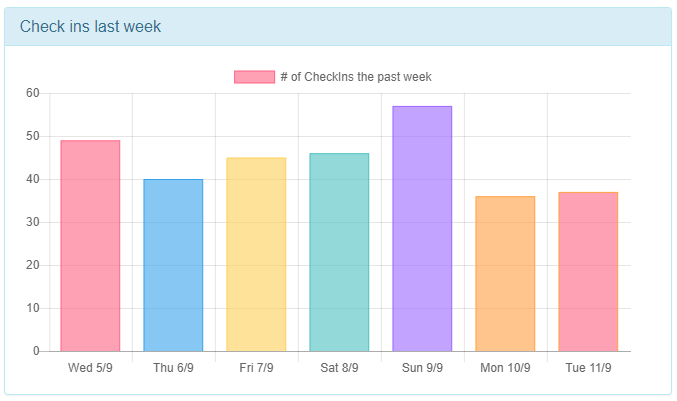 Check ins last week
# of CheckIns the past week
60
50
40
30
20
10
0
Wed 5/9 Thu 6/9 Fri 7/9 Sat 8/9 Sun 9/9 Mon 10/9 Tue 11/9